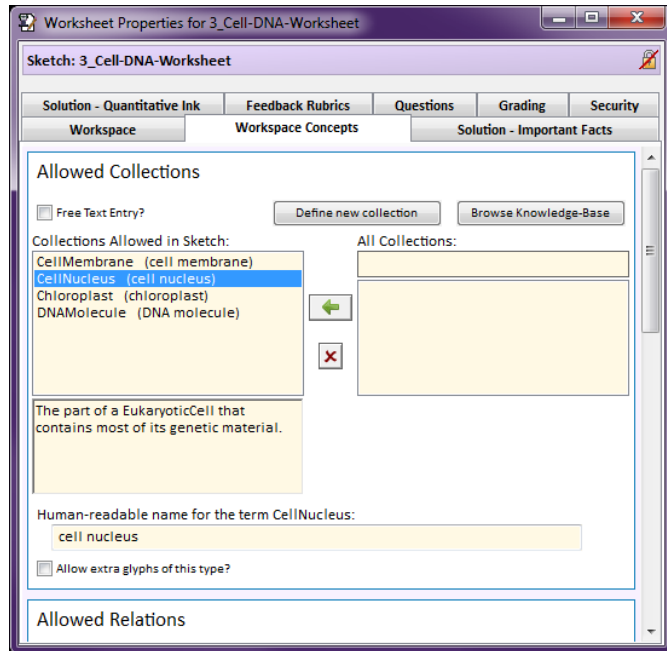 Worksheet Properties for 3_Cell-DNA-Worksheet
Sketch: 3_Cell-DNA-Worksheet
Solution - Quantitative Ink
Feedback Rubrics
Questions
Grading
Security
Workspace
Workspace Concepts
Solution - Important Facts
Allowed Collections
Free Text Entry?
Define new collection
Browse Knowledge-Base
Collections Allowed in Sketch:
All Collections:
CellMembrane (cell membrane)
CellNucleus (cell nucleus)
Chloroplast (chloroplast)
DNAMolecule (DNA molecule)
The part of a EukaryoticCell that
contains most of its genetic material.
Human-readable name for the term CellNucleus:
cell nucleus
Allow extra glyphs of this type?
Allowed Relations